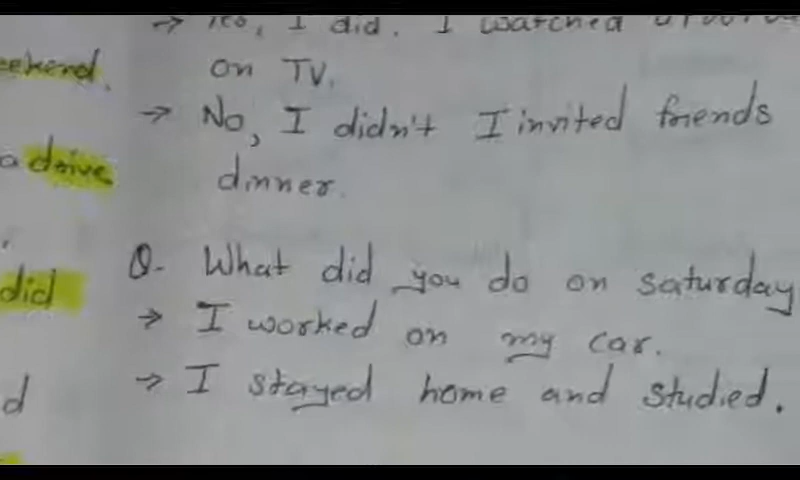 → Yes, I did. I watched
on TV.
→ No, I didn't I invited friends
dinner.
Q. What did you do on saturday
→ I worked on my car.
→ I stayed home and studied.
eekend.
a drive
.
did
d